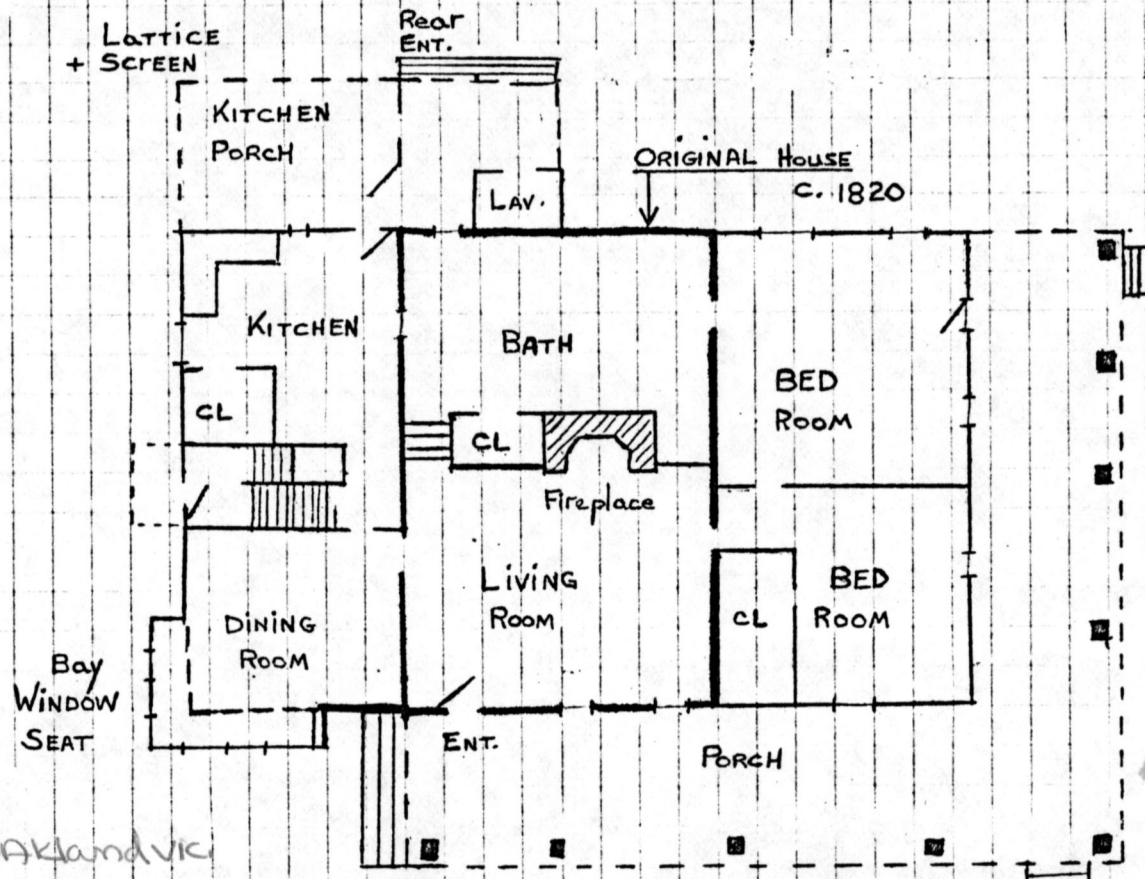 Lattice
+ Screen
Rear
Ent.
Kitchen
Porch
Original House
c. 1820
Lav.
Kitchen
Bath
Bed
Room
CL
CL
Fireplace
Living
Room
Bed
Room
CL
Dining
Room
Bay
Window
Seat
Ent.
Porch